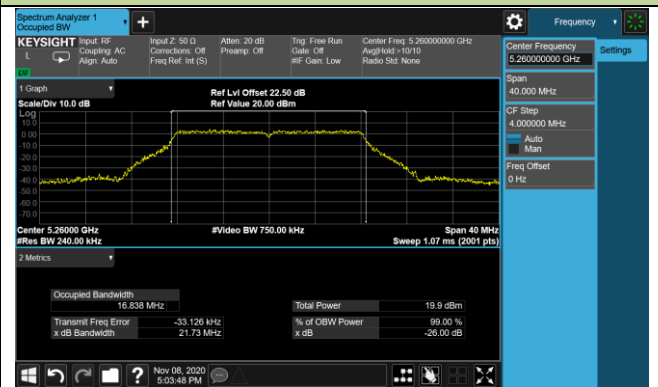 Spectrum Analyzer 1
Occupied BW
Frequency
KEYSIGHT
L
Input: RF
Coupling: AC
Align: Auto
Input Z: 50 Ω
Corrections: Off
Freq Ref: Int (S)
Atten: 20 dB
Preamp: Off
Trig: Free Run
Gate: Off
#IF Gain: Low
Center Freq: 5.260000000 GHz
Avg|Hold:>10/10
Radio Std: None
Center Frequency
5.260000000 GHz
Settings
Span
40.000 MHz
CF Step
4.000000 MHz
Auto
Man
Freq Offset
0 Hz
1 Graph
Scale/Div 10.0 dB
Ref Lvl Offset 22.50 dB
Ref Value 20.00 dBm
Log
10.0
0.00
-10.0
-20.0
-30.0
-40.0
-50.0
-60.0
-70.0
Center 5.26000 GHz
#Res BW 240.00 kHz
#Video BW 750.00 kHz
Span 40 MHz
Sweep 1.07 ms (2001 pts)
2 Metrics
Occupied Bandwidth
16.838 MHz
Total Power 19.9 dBm
Transmit Freq Error -33.126 kHz
% of OBW Power 99.00 %
x dB Bandwidth 21.73 MHz
x dB -26.00 dB
?
Nov 08, 2020
5:03:48 PM